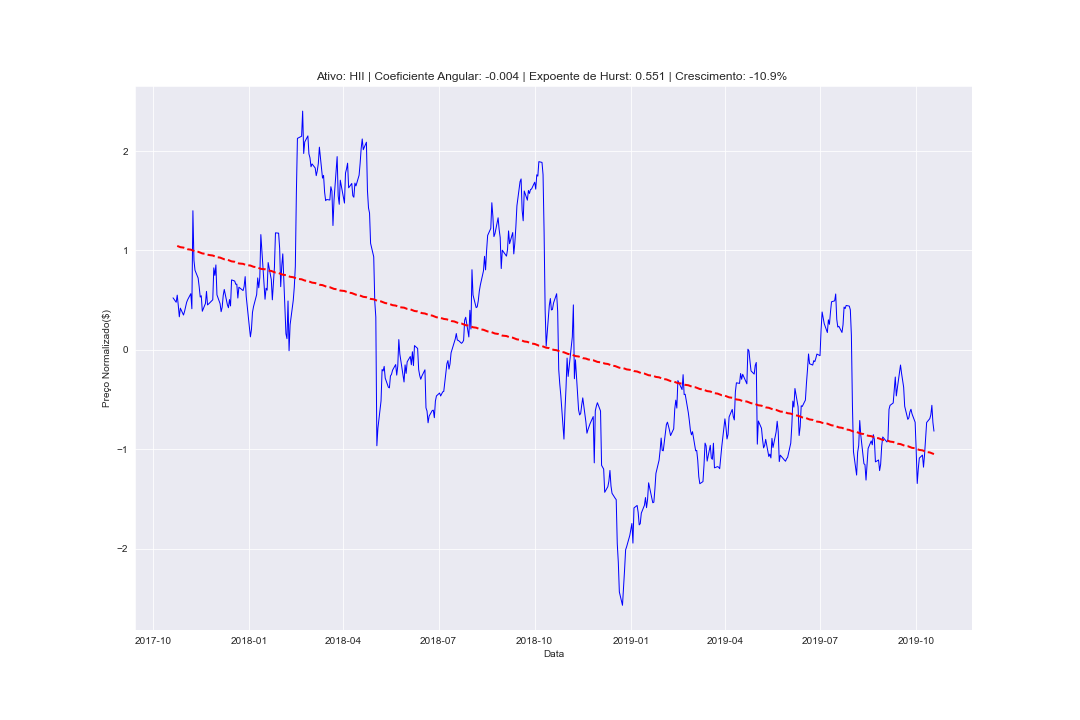 Ativo: HII | Coeficiente Angular: -0.004 | Expoente de Hurst: 0.551 | Crescimento: -10.9%
Preço Normalizado($)
2
1
0
−1
−2
2017-10 2018-01 2018-04 2018-07 2018-10 2019-01 2019-04 2019-07 2019-10
Data